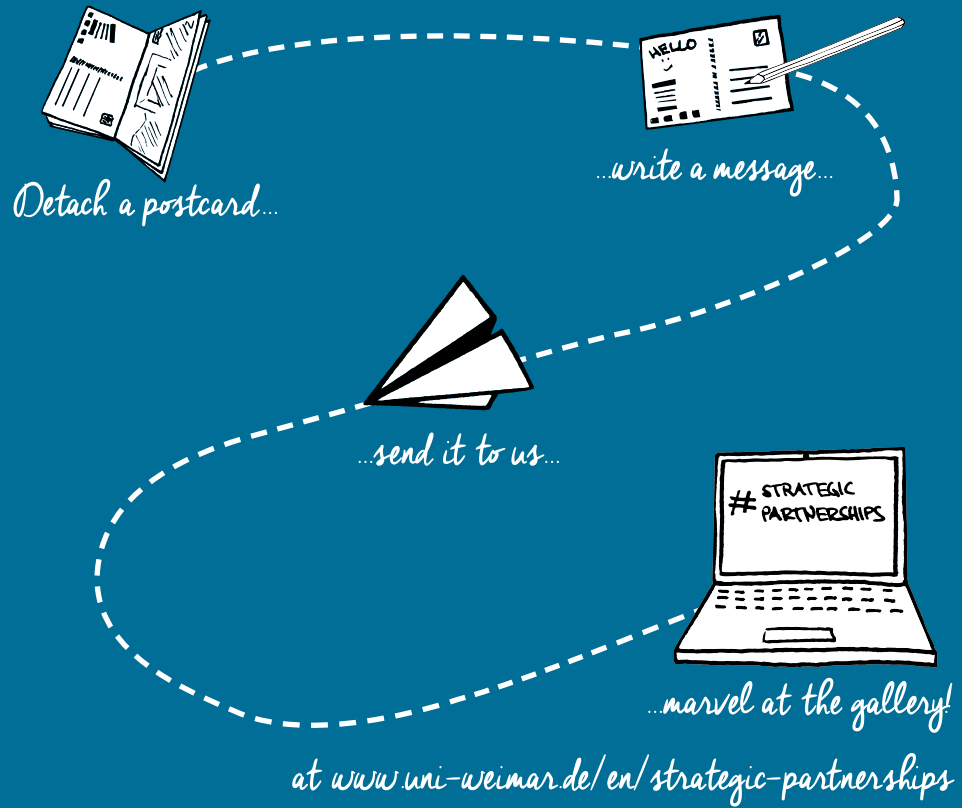 HELLO
Detach a postcard...
...write a message...
...send it to us...
# STRATEGIC
PARTNERSHIPS
...marvel at the gallery!
at www.uni-weimar.de/en/strategic-partnerships